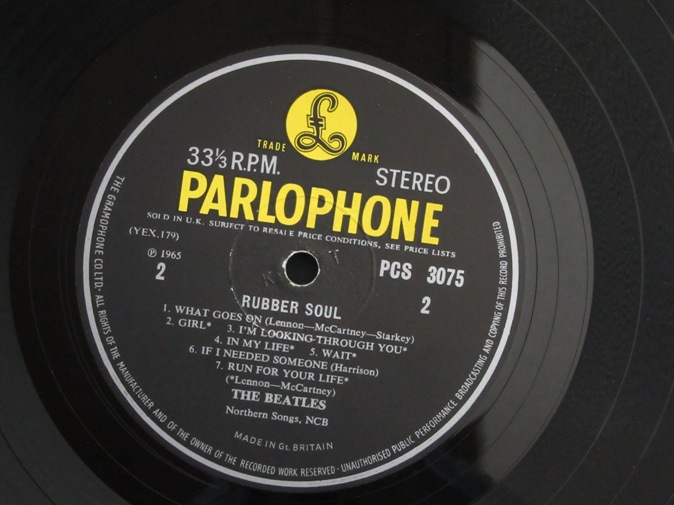 £
TRADE MARK
33⅓ R.P.M. STEREO
PARLOPHONE
SOLD IN U.K. SUBJECT TO RESALE PRICE CONDITIONS, SEE PRICE LISTS
(YEX.179)
℗ 1965
2
PCS 3075
2
RUBBER SOUL
1. WHAT GOES ON (Lennon—McCartney—Starkey)
2. GIRL* 3. I'M LOOKING THROUGH YOU*
4. IN MY LIFE* 5. WAIT*
6. IF I NEEDED SOMEONE (Harrison)
7. RUN FOR YOUR LIFE*
(*Lennon—McCartney)
THE BEATLES
Northern Songs, NCB
MADE IN GT. BRITAIN
THE GRAMOPHONE CO. LTD. · ALL RIGHTS OF THE MANUFACTURER AND OF THE OWNER OF THE RECORDED WORK RESERVED · UNAUTHORISED PUBLIC PERFORMANCE BROADCASTING AND COPYING OF THIS RECORD PROHIBITED